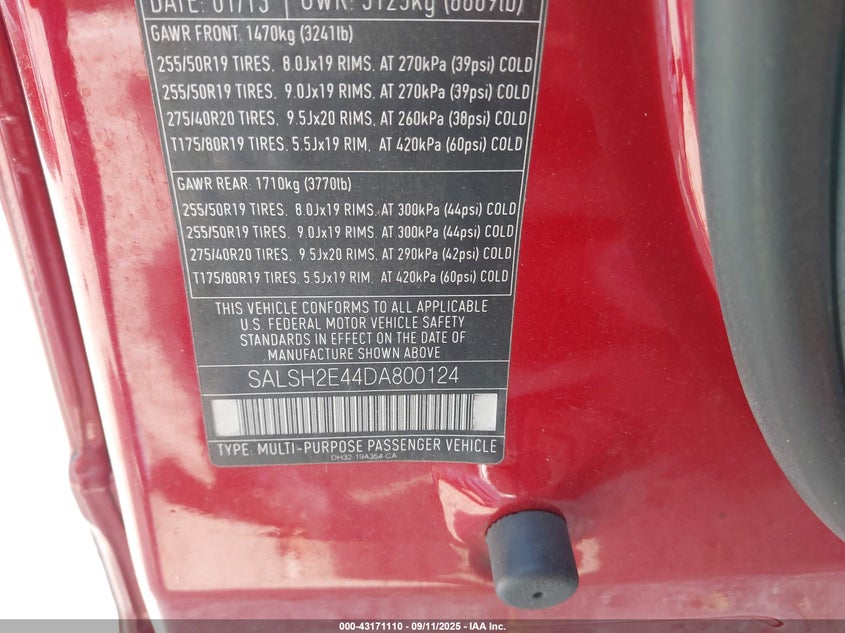 DATE: 01/13 GWR: 3125kg (6889lb)
GAWR FRONT: 1470kg (3241lb)
255/50R19 TIRES, 8.0Jx19 RIMS, AT 270kPa (39psi) COLD
255/50R19 TIRES, 9.0Jx19 RIMS, AT 270kPa (39psi) COLD
275/40R20 TIRES, 9.5Jx20 RIMS, AT 260kPa (38psi) COLD
T175/80R19 TIRES, 5.5Jx19 RIM, AT 420kPa (60psi) COLD
GAWR REAR: 1710kg (3770lb)
255/50R19 TIRES, 8.0Jx19 RIMS, AT 300kPa (44psi) COLD
255/50R19 TIRES, 9.0Jx19 RIMS, AT 300kPa (44psi) COLD
275/40R20 TIRES, 9.5Jx20 RIMS, AT 290kPa (42psi) COLD
T175/80R19 TIRES, 5.5Jx19 RIM, AT 420kPa (60psi) COLD
THIS VEHICLE CONFORMS TO ALL APPLICABLE
U.S. FEDERAL MOTOR VEHICLE SAFETY
STANDARDS IN EFFECT ON THE DATE OF
MANUFACTURE SHOWN ABOVE
SALSH2E44DA800124
TYPE: MULTI-PURPOSE PASSENGER VEHICLE
DH32-19A354-CA
000-43171110 - 09/11/2025 - IAA Inc.